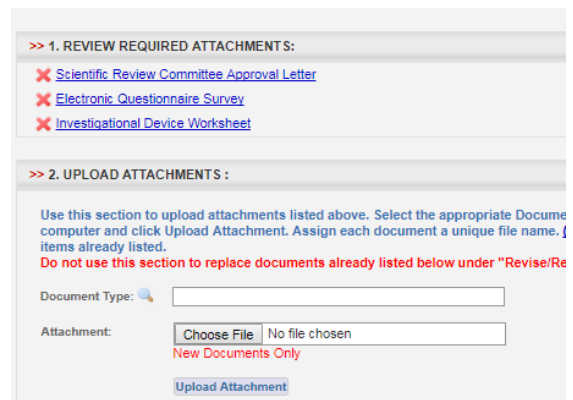 >> 1. REVIEW REQUIRED ATTACHMENTS:
Scientific Review Committee Approval Letter
Electronic Questionnaire Survey
Investigational Device Worksheet
>> 2. UPLOAD ATTACHMENTS :
Use this section to upload attachments listed above. Select the appropriate Docume
computer and click Upload Attachment. Assign each document a unique file name.
items already listed.
Do not use this section to replace documents already listed below under "Revise/Re
Document Type:
Attachment:
Choose File No file chosen
New Documents Only
Upload Attachment